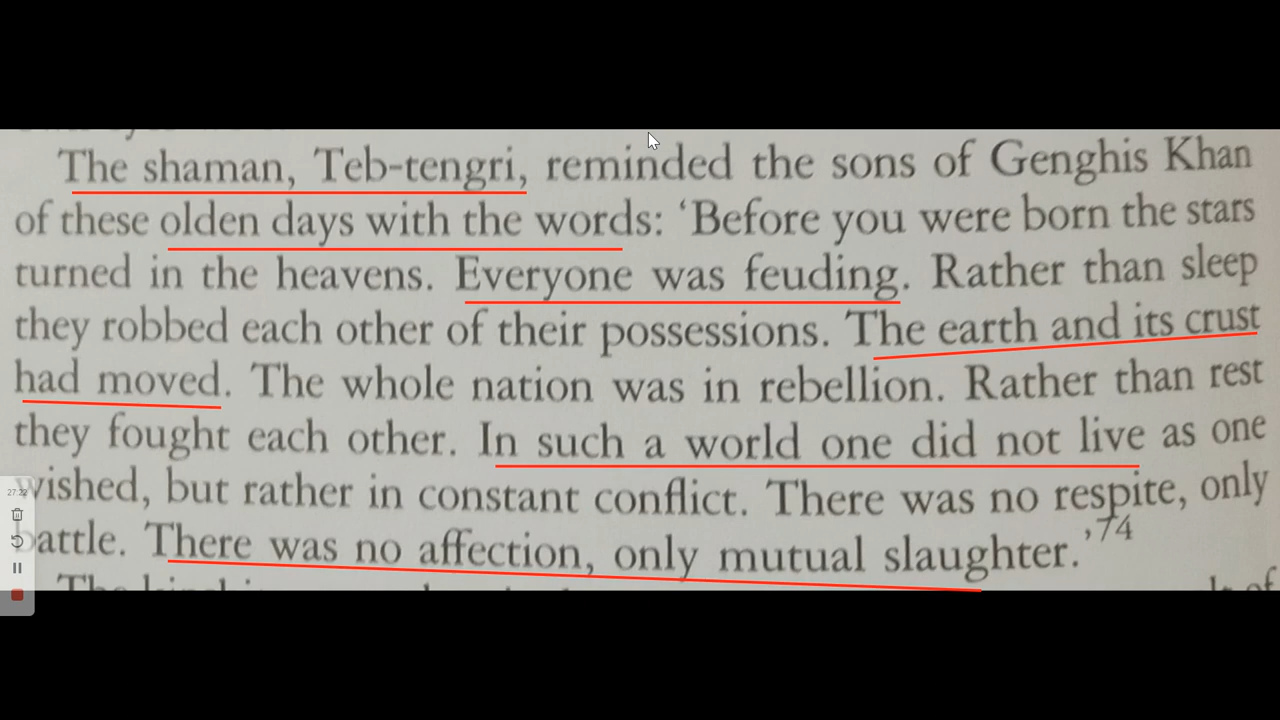 The shaman, Teb-tengri, reminded the sons of Genghis Khan
of these olden days with the words: ‘Before you were born the stars
turned in the heavens. Everyone was feuding. Rather than sleep
they robbed each other of their possessions. The earth and its crust
had moved. The whole nation was in rebellion. Rather than rest
they fought each other. In such a world one did not live as one
wished, but rather in constant conflict. There was no respite, only
battle. There was no affection, only mutual slaughter.’74
27:22